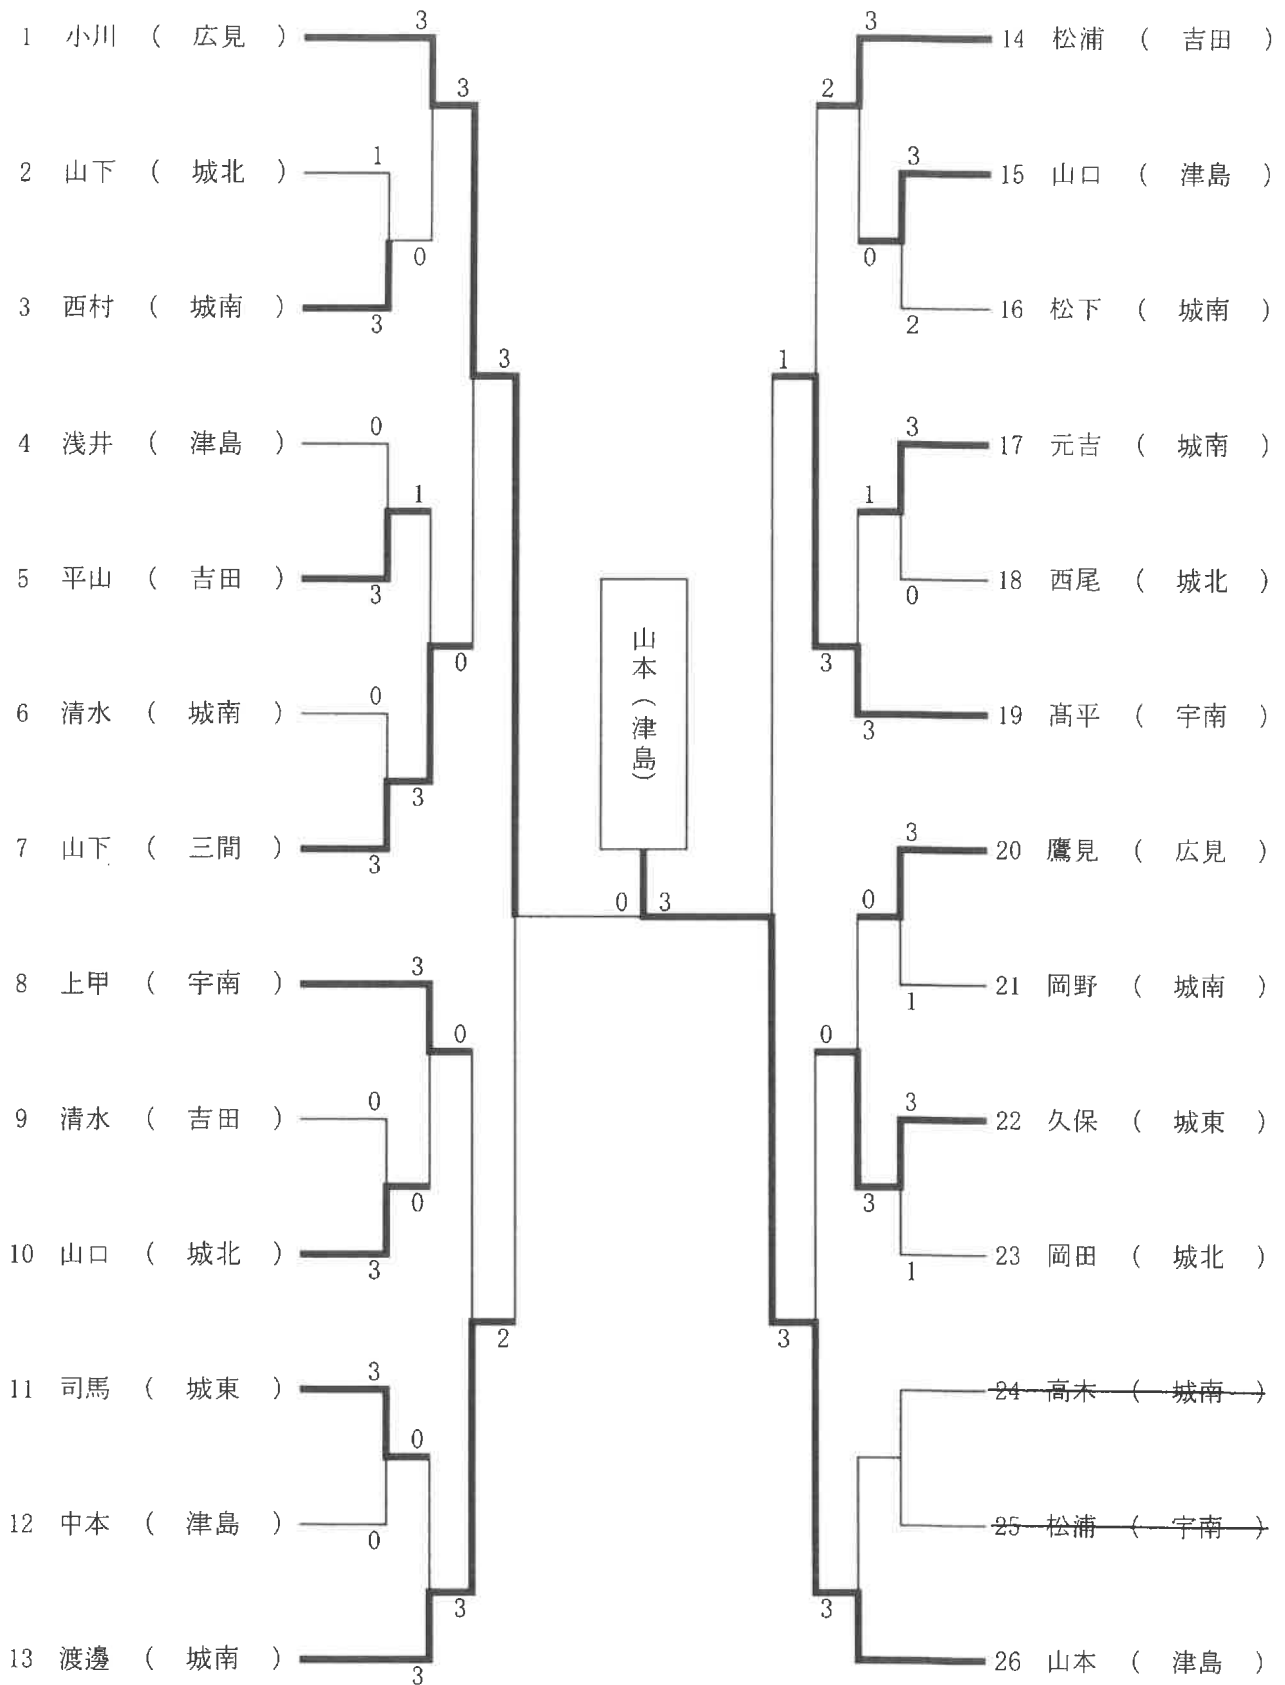 1 小川 ( 広見 ) 3
3
2 山下 ( 城北 ) 1
0
3 西村 ( 城南 ) 3
3
4 浅井 ( 津島 ) 0
1
5 平山 ( 吉田 ) 3
0
6 清水 ( 城南 ) 0
3
7 山下 ( 三間 ) 3
8 上甲 ( 宇南 ) 3
0
9 清水 ( 吉田 ) 0
0
10 山口 ( 城北 ) 3
2
11 司馬 ( 城東 ) 3
0
12 中本 ( 津島 ) 0
3
13 渡邊 ( 城南 ) 3
山本(津島)
0 3
3 14 松浦 ( 吉田 )
2
3 15 山口 ( 津島 )
0
2 16 松下 ( 城南 )
1
3 17 元吉 ( 城南 )
1
0 18 西尾 ( 城北 )
3
3 19 髙平 ( 宇南 )
3 20 鷹見 ( 広見 )
0
1 21 岡野 ( 城南 )
0
3 22 久保 ( 城東 )
3
1 23 岡田 ( 城北 )
3
24 高木 ( 城南 )
25 松浦 ( 宇南 )
3
26 山本 ( 津島 )